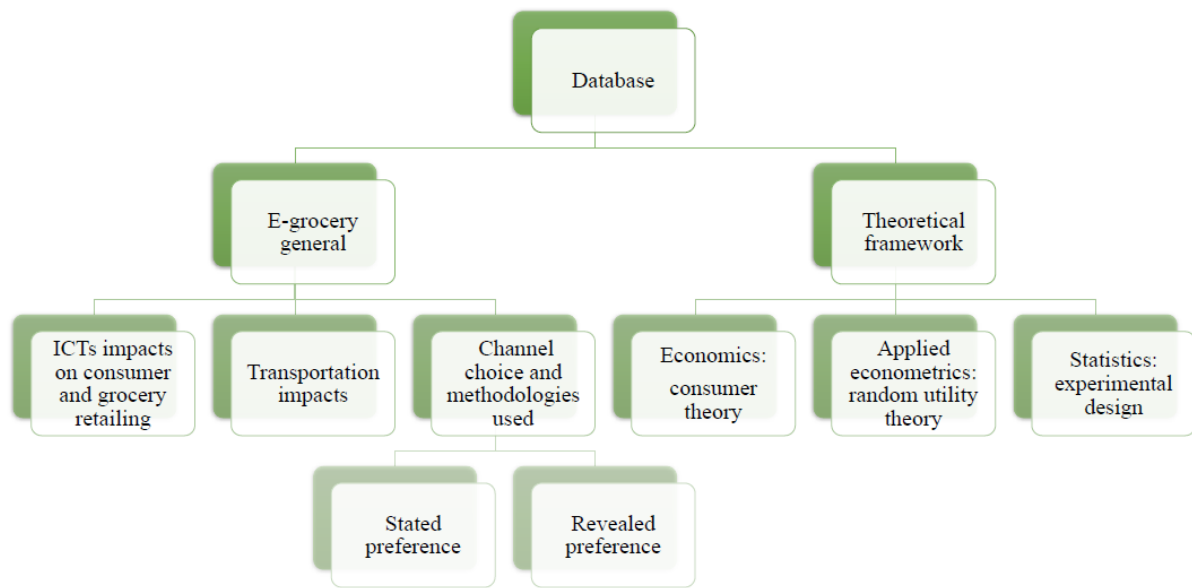 Database
E-grocery
general
Theoretical
framework
ICTs impacts
on consumer
and grocery
retailing
Transportation
impacts
Channel
choice and
methodologies
used
Economics:
consumer
theory
Applied
econometrics:
random utility
theory
Statistics:
experimental
design
Stated
preference
Revealed
preference